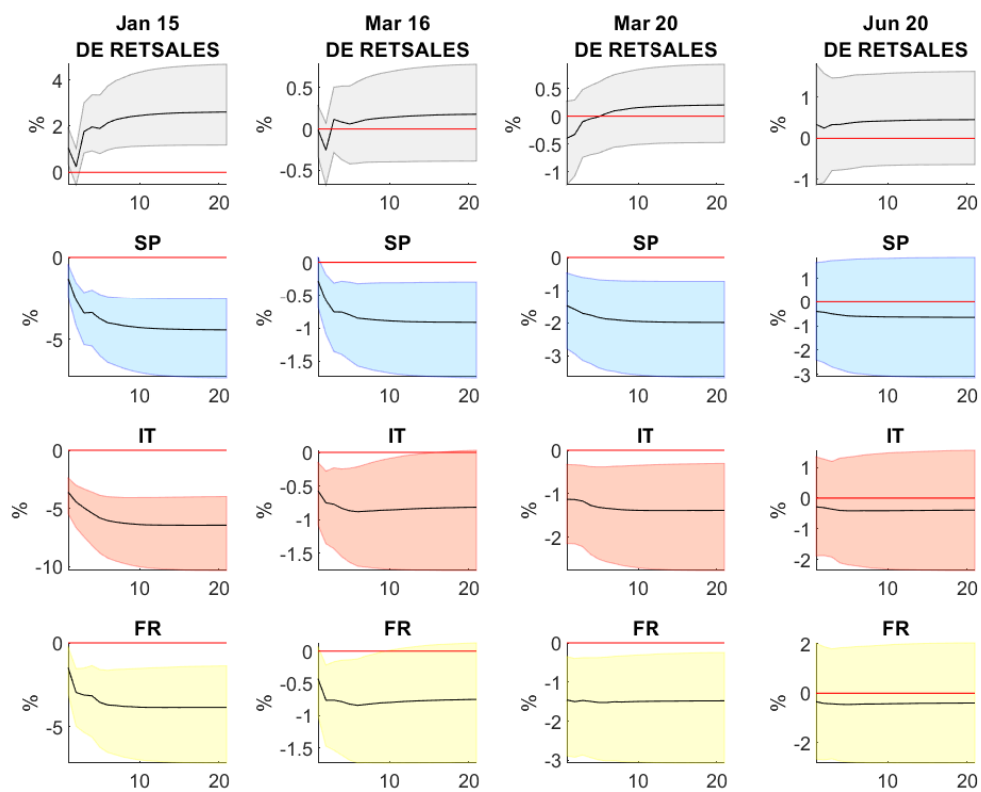 Jan 15 Mar 16 Mar 20 Jun 20
DE RETSALES DE RETSALES DE RETSALES DE RETSALES
% 4 2 0 % 0.5 0 -0.5 % 0.5 0 -0.5 -1 % 1 0 -1
10 20 10 20 10 20 10 20
SP SP SP SP
% 0 -5 % 0 -0.5 -1 -1.5 % 0 -1 -2 -3 % 1 0 -1 -2 -3
10 20 10 20 10 20 10 20
IT IT IT IT
% 0 -5 -10 % 0 -0.5 -1 -1.5 % 0 -1 -2 % 1 0 -1 -2
10 20 10 20 10 20 10 20
FR FR FR FR
% 0 -5 % 0 -0.5 -1 -1.5 % 0 -1 -2 -3 % 2 0 -2
10 20 10 20 10 20 10 20